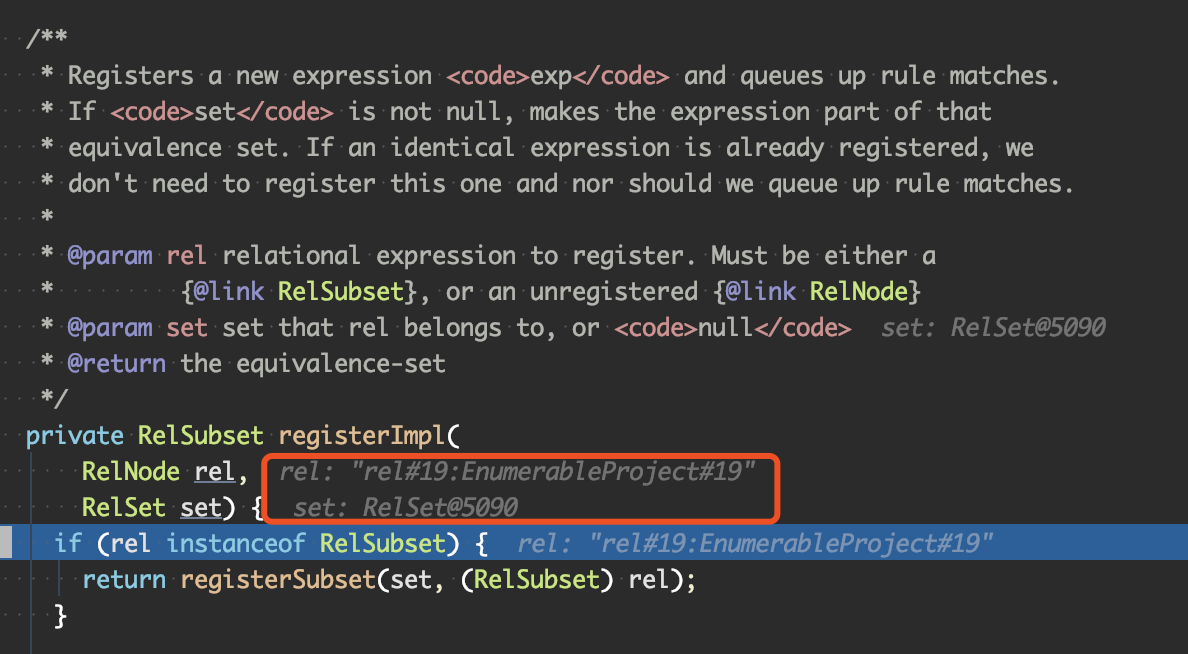 /**
* Registers a new expression <code>exp</code> and queues up rule matches.
* If <code>set</code> is not null, makes the expression part of that
* equivalence set. If an identical expression is already registered, we
* don't need to register this one and nor should we queue up rule matches.
*
* @param rel relational expression to register. Must be either a
*         {@link RelSubset}, or an unregistered {@link RelNode}
* @param set set that rel belongs to, or <code>null</code>  set: RelSet@5090
* @return the equivalence-set
*/
private RelSubset registerImpl(
RelNode rel,  rel: "rel#19:EnumerableProject#19"
RelSet set) {  set: RelSet@5090
if (rel instanceof RelSubset) {  rel: "rel#19:EnumerableProject#19"
return registerSubset(set, (RelSubset) rel);
}